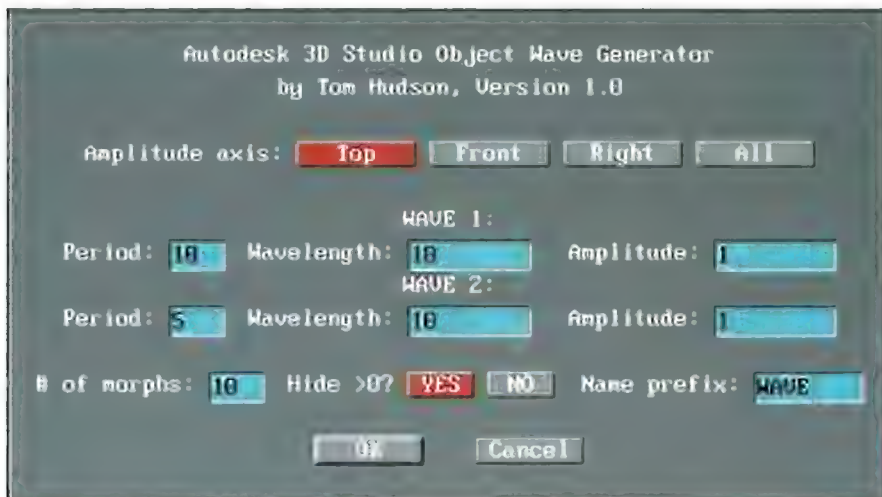 Autodesk 3D Studio Object Wave Generator
by Tom Hudson, Version 1.0
Amplitude axis: Top Front Right All
WAVE 1:
Period: 10 Wavelength: 10 Amplitude: 1
WAVE 2:
Period: 5 Wavelength: 10 Amplitude: 1
# of morphs: 10 Hide >0? YES NO Name prefix: WAVE
OK Cancel